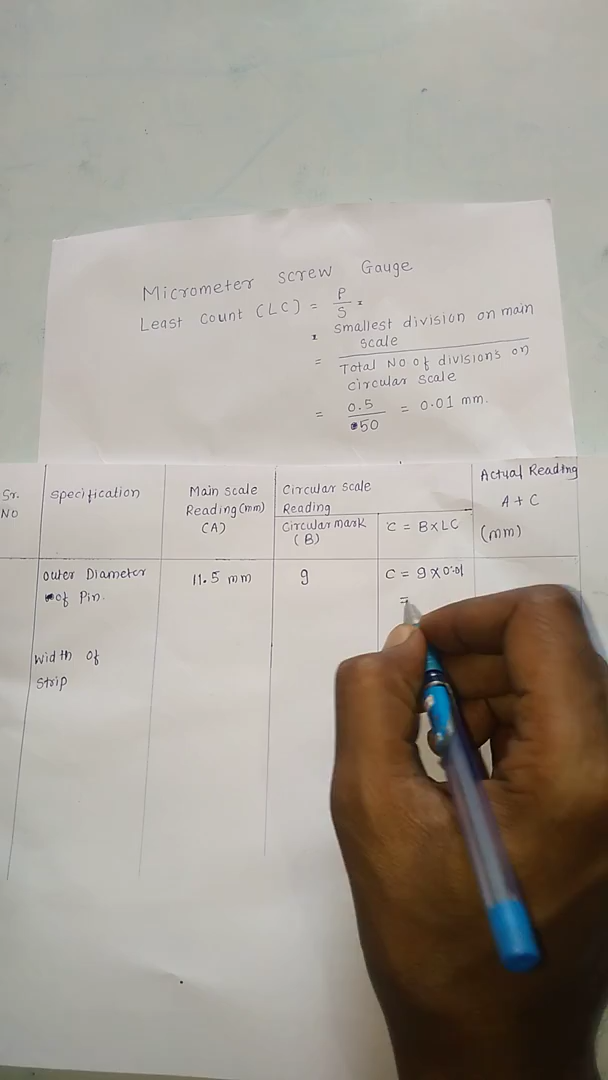 Micrometer screw Gauge
Least count (LC) = P/S
= smallest division on main scale / Total No of divisions on circular scale
= 0.5/50 = 0.01 mm.
Sr. No
specification
Main scale Reading (mm) (A)
Circular scale Reading
Circular mark (B)
C = B x LC
Actual Reading A + C (mm)
outer Diameter of Pin.
11.5 mm
9
C = 9 x 0.01
=
width of strip